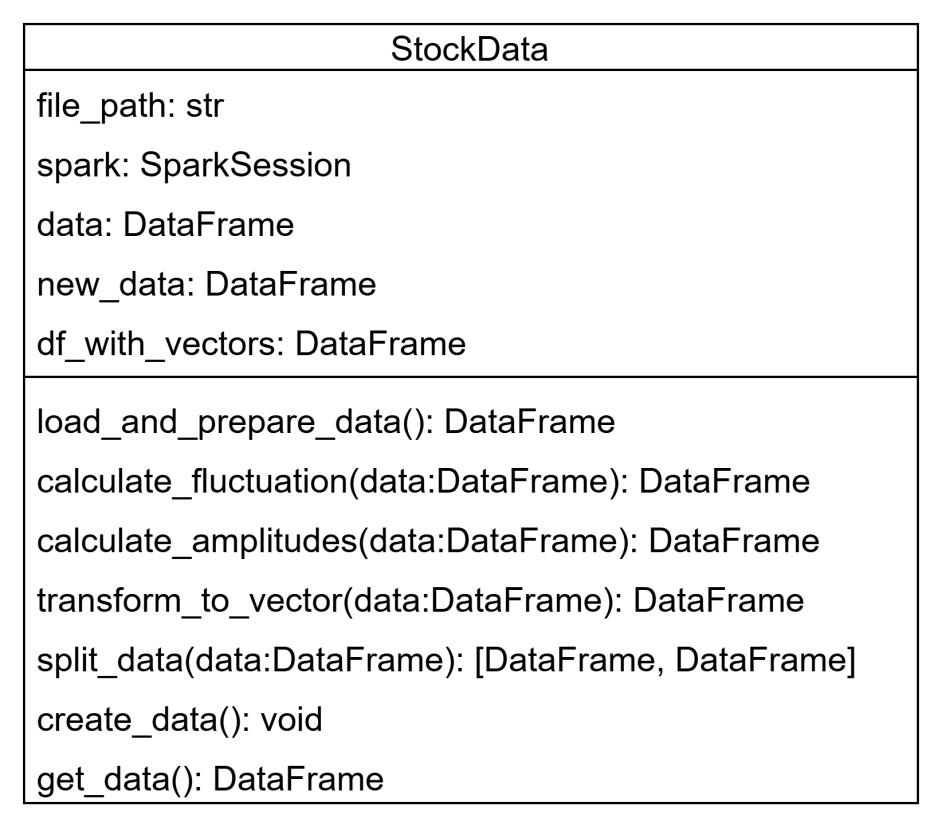 StockData
file_path: str
spark: SparkSession
data: DataFrame
new_data: DataFrame
df_with_vectors: DataFrame
load_and_prepare_data(): DataFrame
calculate_fluctuation(data:DataFrame): DataFrame
calculate_amplitudes(data:DataFrame): DataFrame
transform_to_vector(data:DataFrame): DataFrame
split_data(data:DataFrame): [DataFrame, DataFrame]
create_data(): void
get_data(): DataFrame